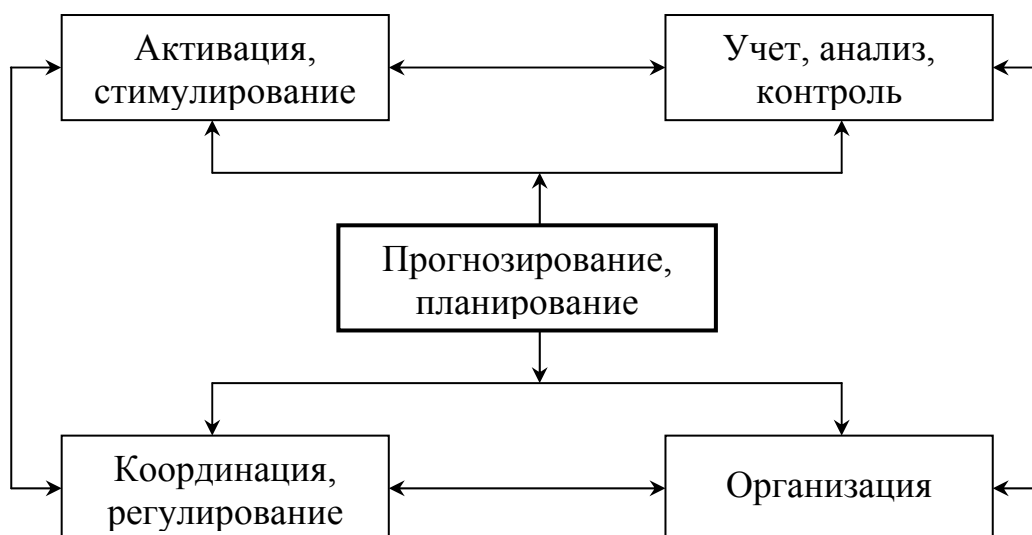 Активация,
стимулирование
Учет, анализ,
контроль
Прогнозирование,
планирование
Координация,
регулирование
Организация